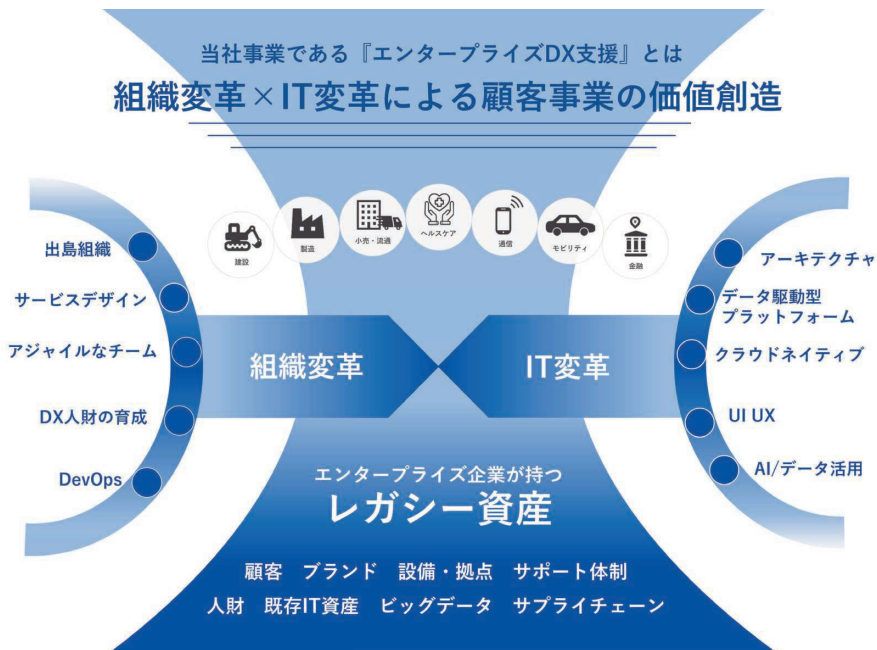 当社事業である『エンタープライズDX支援』とは
組織変革×IT変革による顧客事業の価値創造
建設
製造
小売・流通
ヘルスケア
通信
モビリティ
金融
出島組織
サービスデザイン
アジャイルなチーム
DX人財の育成
DevOps
組織変革
IT変革
アーキテクチャ
データ駆動型
プラットフォーム
クラウドネイティブ
UI UX
AI/データ活用
エンタープライズ企業が持つ
レガシー資産
顧客 ブランド 設備・拠点 サポート体制
人財 既存IT資産 ビッグデータ サプライチェーン